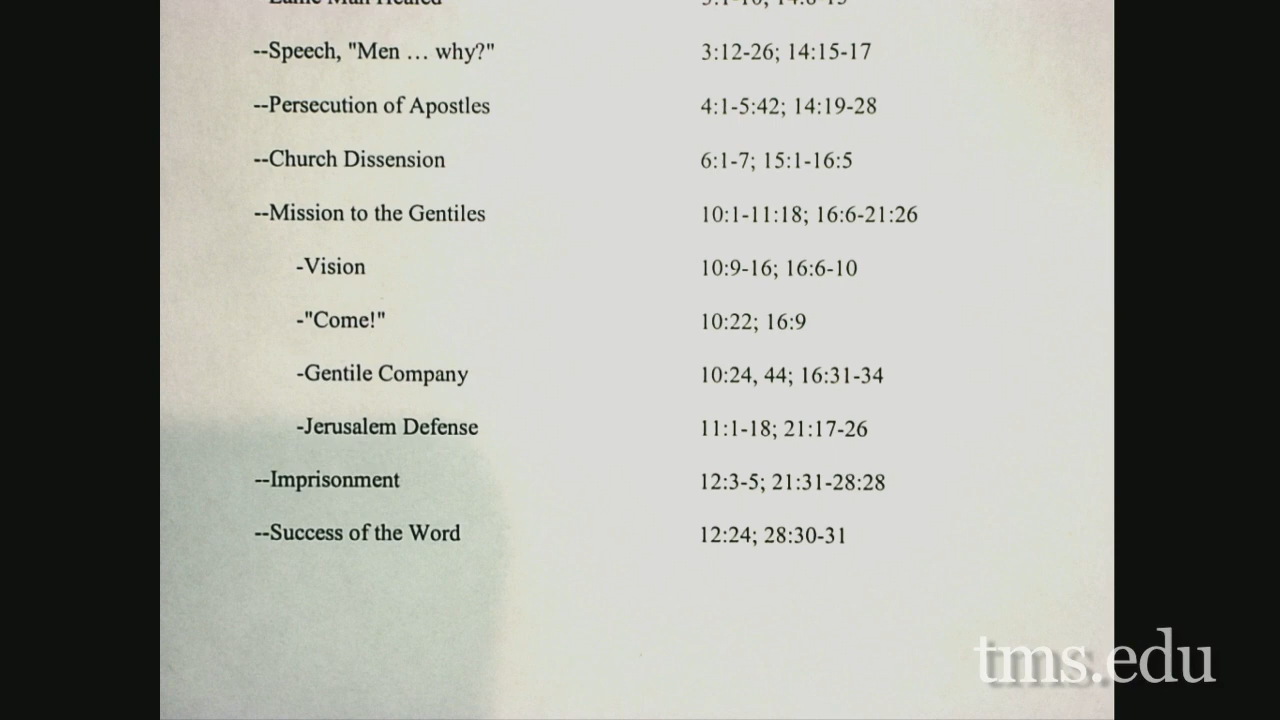 --Lame Man Healed
--Speech, "Men … why?" 3:12-26; 14:15-17
--Persecution of Apostles 4:1-5:42; 14:19-28
--Church Dissension 6:1-7; 15:1-16:5
--Mission to the Gentiles 10:1-11:18; 16:6-21:26
-Vision 10:9-16; 16:6-10
-"Come!" 10:22; 16:9
-Gentile Company 10:24, 44; 16:31-34
-Jerusalem Defense 11:1-18; 21:17-26
--Imprisonment 12:3-5; 21:31-28:28
--Success of the Word 12:24; 28:30-31
tms.edu